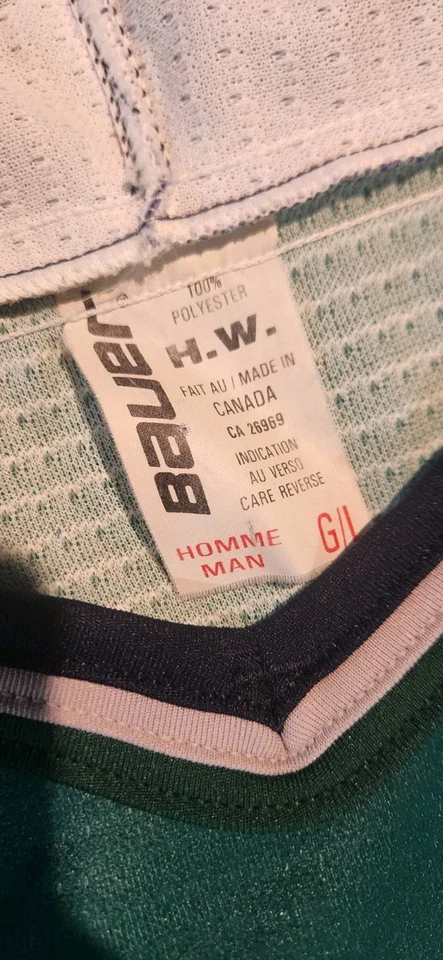 Bauer®
100%
POLYESTER
H.W.
FAIT AU / MADE IN
CANADA
CA 26969
INDICATION
AU VERSO
CARE REVERSE
HOMME
MAN
G/L